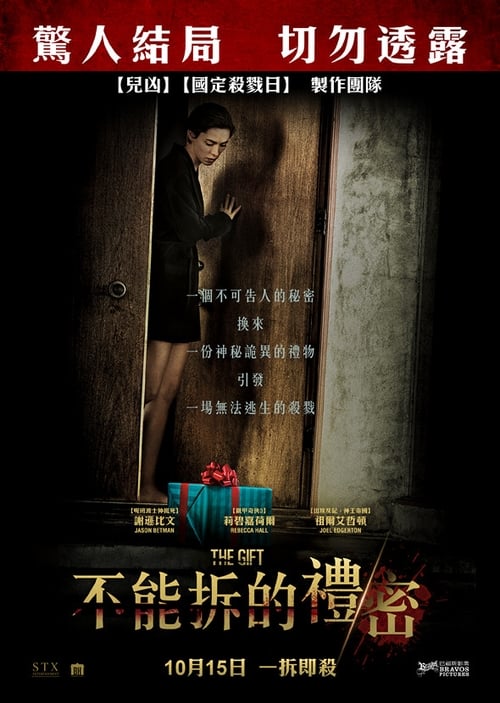 驚人結局 切勿透露
【兒凶】【國定殺戮日】 製作團隊
一個不可告人的秘密
換來
一份神秘詭異的禮物
引發
一場無法逃生的殺戮
謝遜比文 莉碧嘉荷爾 祖爾艾哲頓
JASON BETMAN REBECCA HALL JOEL EDGERTON
THE GIFT
不能拆的禮密
10月15日 一拆即殺
STX
ENTERTAINMENT
BRAVOS
PICTURES